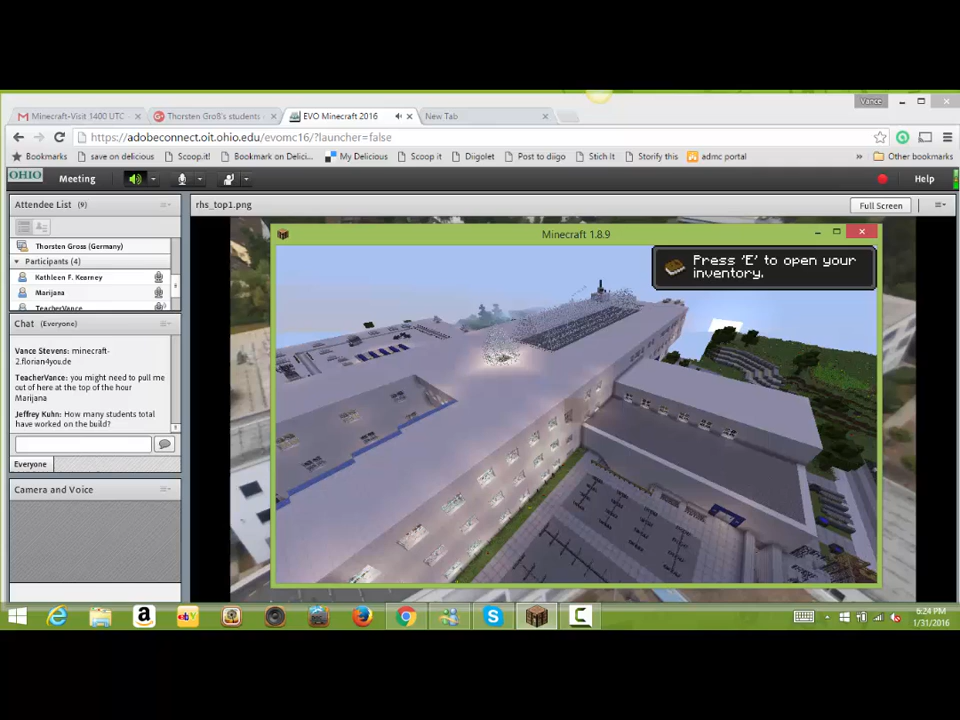 Vance
Minecraft-Visit 1400 UTC
Thorsten Groß's students
EVO Minecraft 2016
New Tab
https://adobeconnect.oit.ohio.edu/evomc16/?launcher=false
Bookmarks save on delicious Scoop.it! Bookmark on Delici... My Delicious Scoop it Diigolet Post to diigo Stich It Storify this admc portal » Other bookmarks
OHIO Meeting Help
Attendee List (9)
rhs_top1.png
Full Screen
Thorsten Gross (Germany)
Participants (4)
Kathleen F. Kearney
Marijana
TeacherVance
Minecraft 1.8.9
Press 'E' to open your
inventory.
Chat (Everyone)
Vance Stevens: minecraft-
2.florian4you.de
TeacherVance: you might need to pull me
out of here at the top of the hour
Marijana
Jeffrey Kuhn: How many students total
have worked on the build?
Everyone
Camera and Voice
6:24 PM
1/31/2016